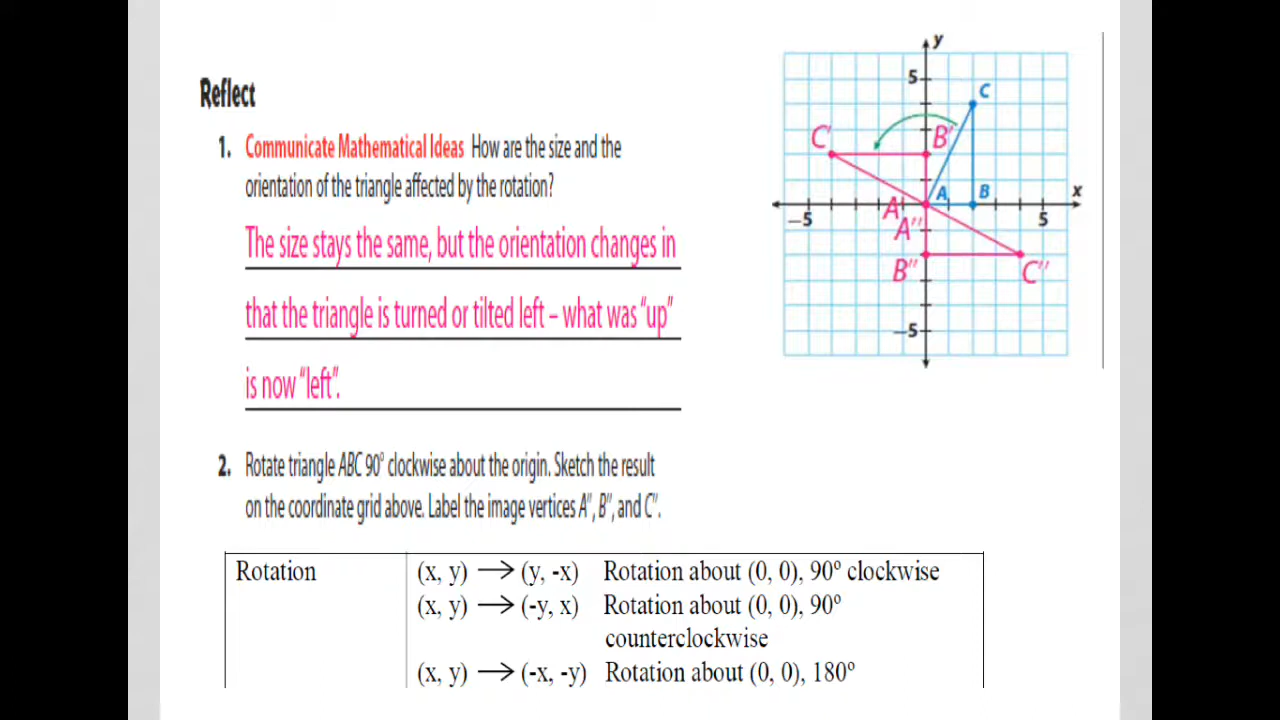 Reflect
1. Communicate Mathematical Ideas How are the size and the
orientation of the triangle affected by the rotation?
The size stays the same, but the orientation changes in
that the triangle is turned or tilted left – what was “up”
is now “left”.
y
5
C
C′
B′
A
B
x
−5
A′
5
A″
B″
C″
−5
2. Rotate triangle ABC 90° clockwise about the origin. Sketch the result
on the coordinate grid above. Label the image vertices A″, B″, and C″.
Rotation (x, y) → (y, -x) Rotation about (0, 0), 90° clockwise
(x, y) → (-y, x) Rotation about (0, 0), 90°
counterclockwise
(x, y) → (-x, -y) Rotation about (0, 0), 180°